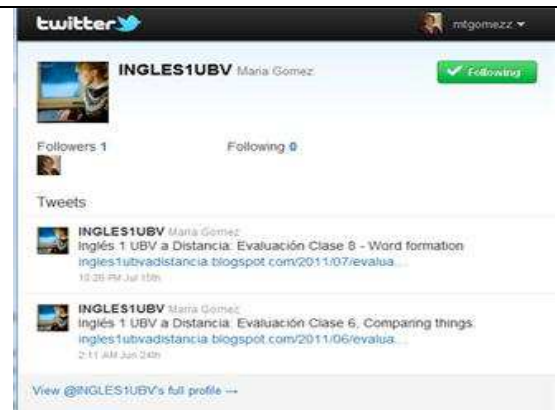 twitter
mtgomezz
INGLES1UBV Maria Gomez
Following
Followers 1
Following 0
Tweets
INGLES1UBV Maria Gomez
Inglés 1 UBV a Distancia: Evaluación Clase 8 - Word formation
ingles1ubvadistancia.blogspot.com/2011/07/evalua...
10:28 PM Jul 15th
INGLES1UBV Maria Gomez
Inglés 1 UBV a Distancia: Evaluación Clase 6, Comparing things:
ingles1ubvadistancia.blogspot.com/2011/06/evalua...
2:11 AM Jun 24th
View @INGLES1UBV's full profile →